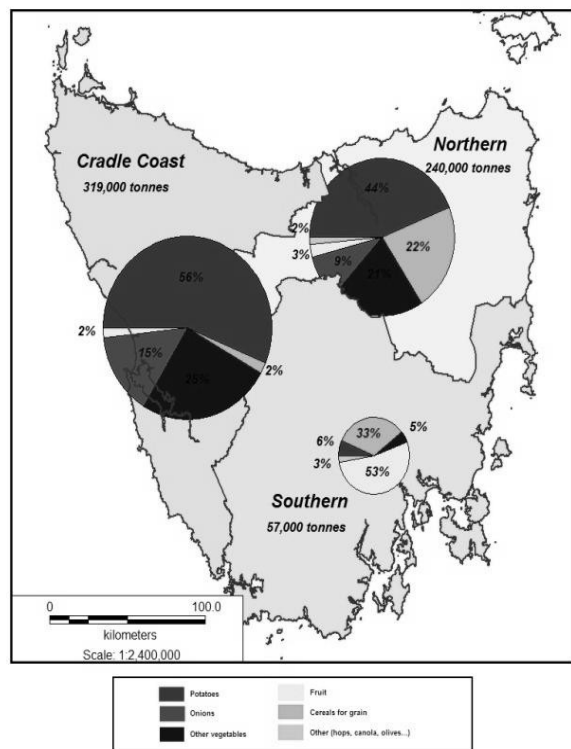 Northern
240,000 tonnes
Cradle Coast
319,000 tonnes
44%
2%
3%
9%
22%
21%
56%
2%
15%
25%
2%
33%
5%
6%
3%
53%
Southern
57,000 tonnes
0 100.0
kilometers
Scale: 1:2,400,000
Potatoes Fruit
Onions Cereals for grain
Other vegetables Other (hops, canola, olives...)